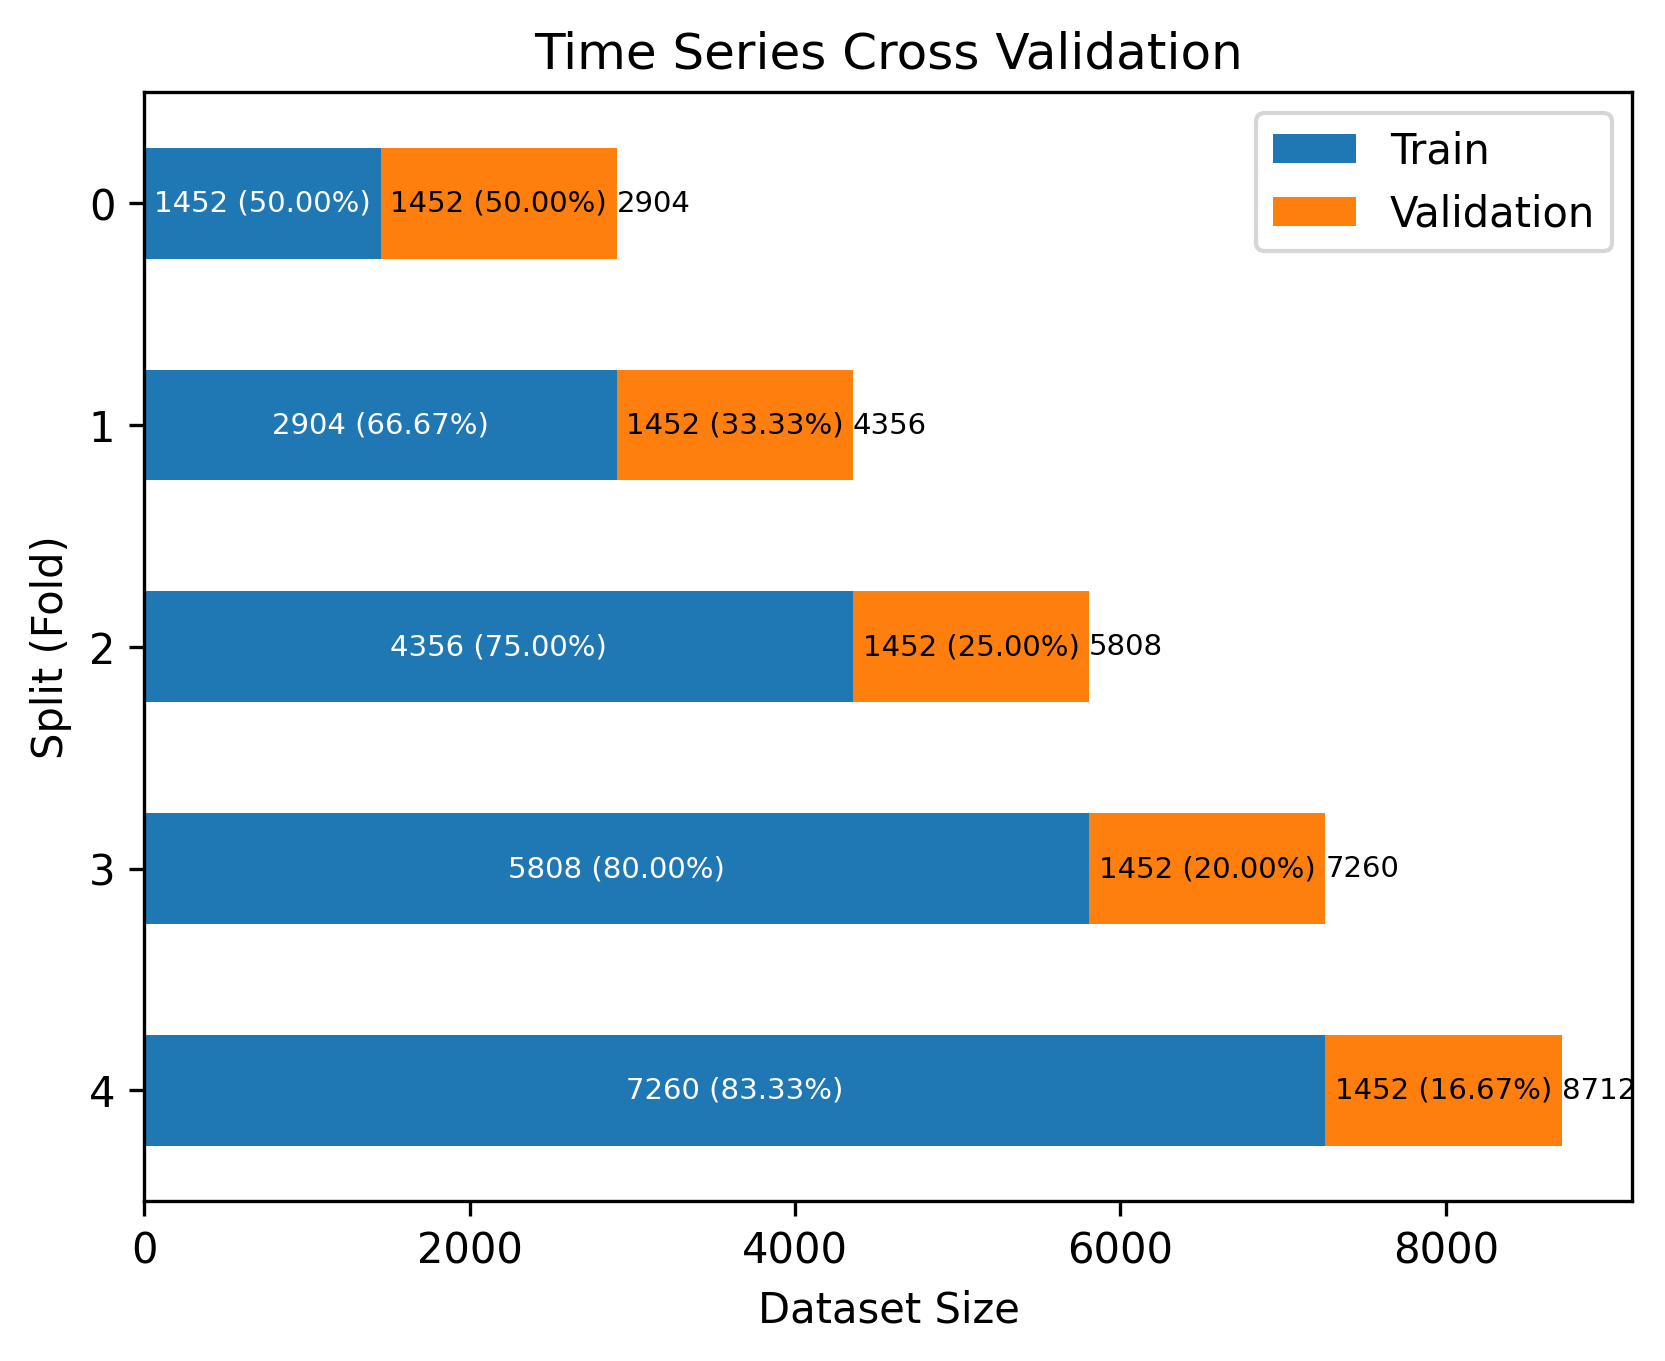 Time Series Cross Validation
Train
Validation
0
1452 (50.00%) 1452 (50.00%) 2904
1
2904 (66.67%) 1452 (33.33%) 4356
2
4356 (75.00%) 1452 (25.00%) 5808
3
5808 (80.00%) 1452 (20.00%) 7260
4
7260 (83.33%) 1452 (16.67%) 8712
Split (Fold)
0 2000 4000 6000 8000
Dataset Size